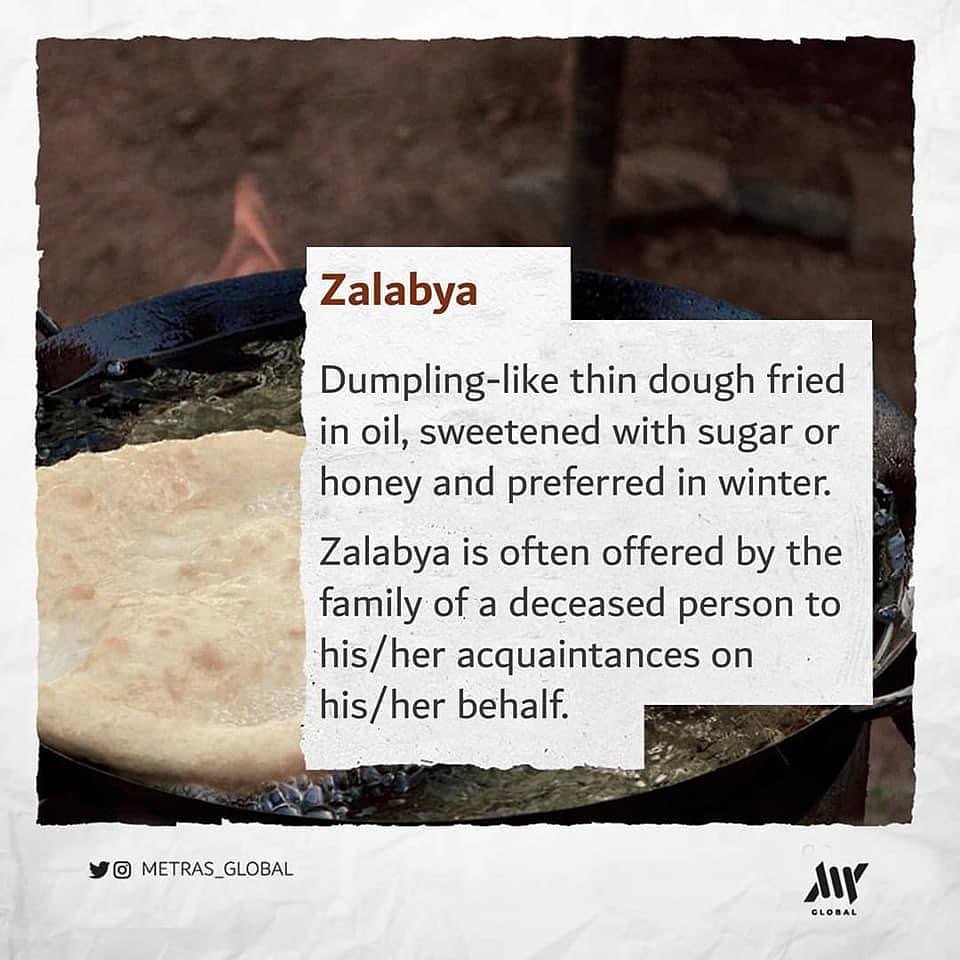 Zalabya
Dumpling-like thin dough fried
in oil, sweetened with sugar or
honey and preferred in winter.
Zalabya is often offered by the
family of a deceased person to
his/her acquaintances on
his/her behalf.
METRAS_GLOBAL
GLOBAL